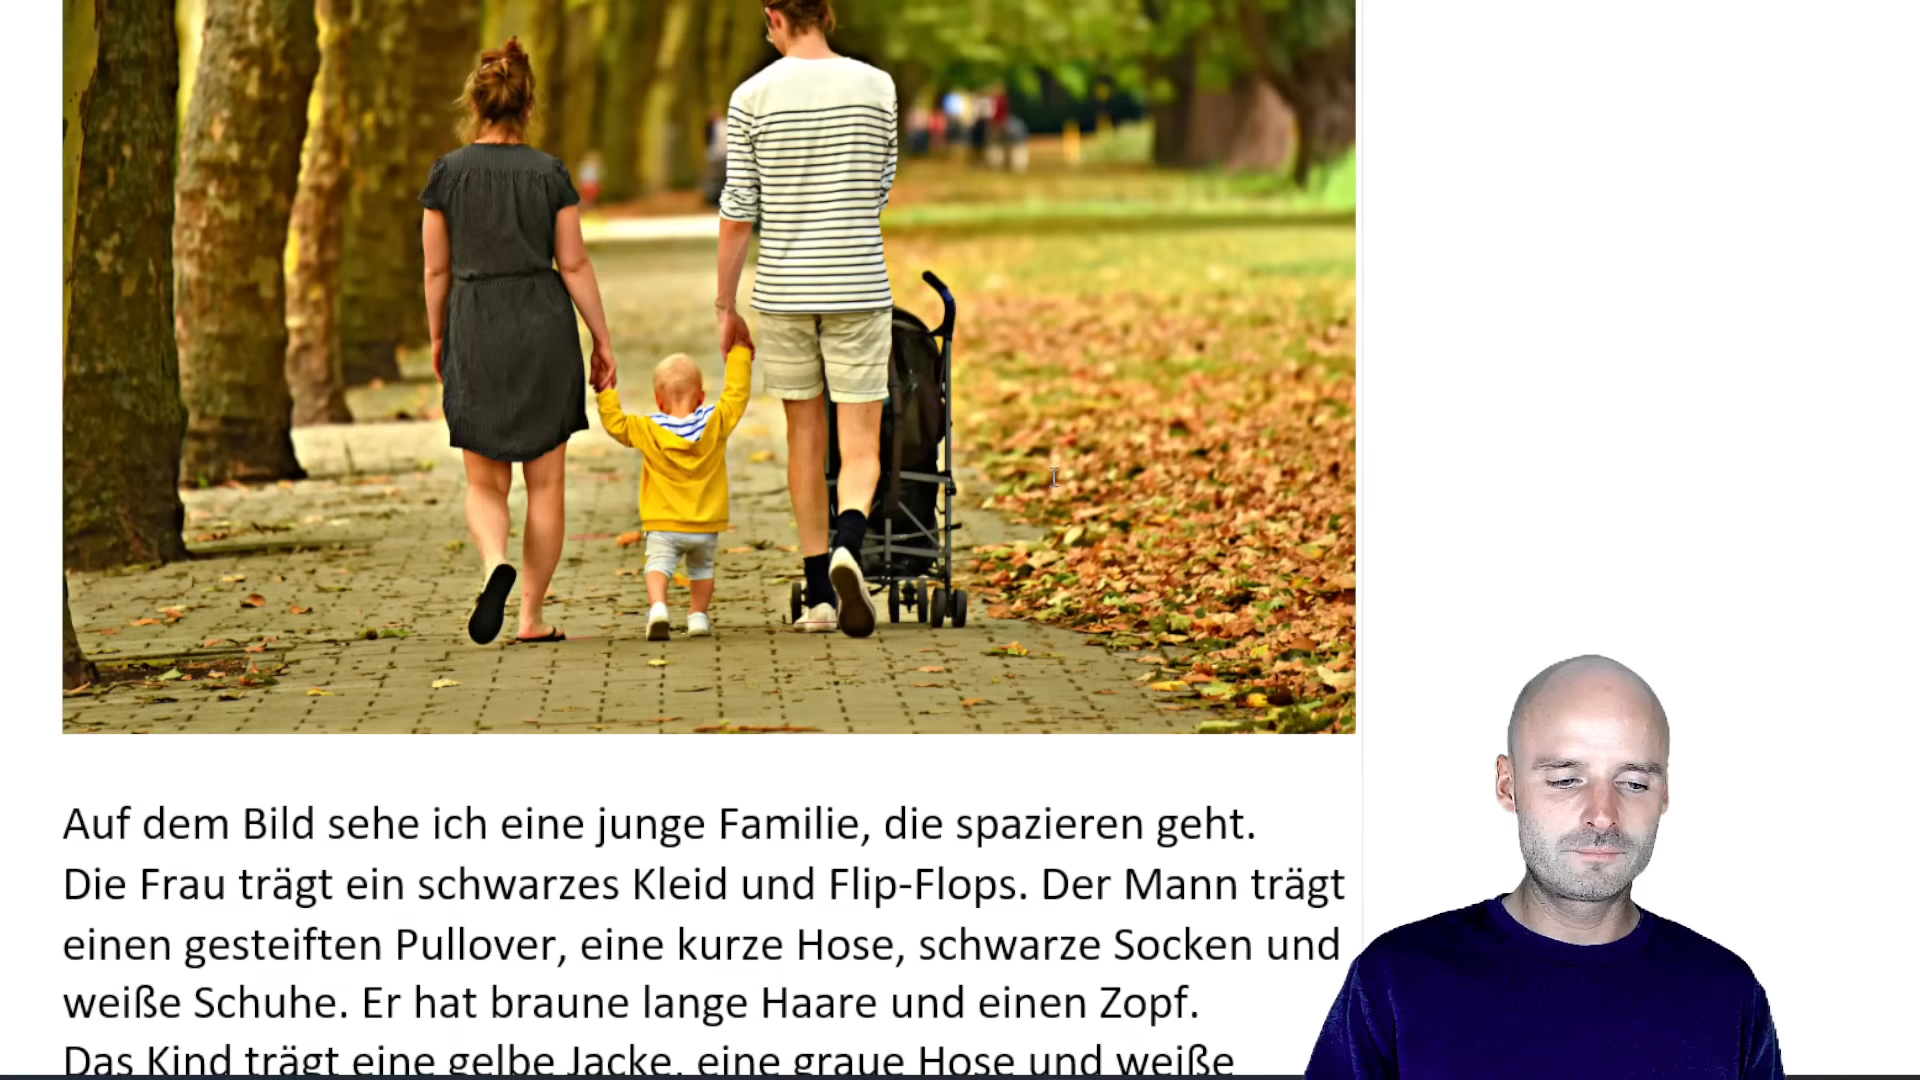 Auf dem Bild sehe ich eine junge Familie, die spazieren geht.
Die Frau trägt ein schwarzes Kleid und Flip-Flops. Der Mann trägt
einen gesteiften Pullover, eine kurze Hose, schwarze Socken und
weiße Schuhe. Er hat braune lange Haare und einen Zopf.
Das Kind trägt eine gelbe Jacke, eine graue Hose und weiße